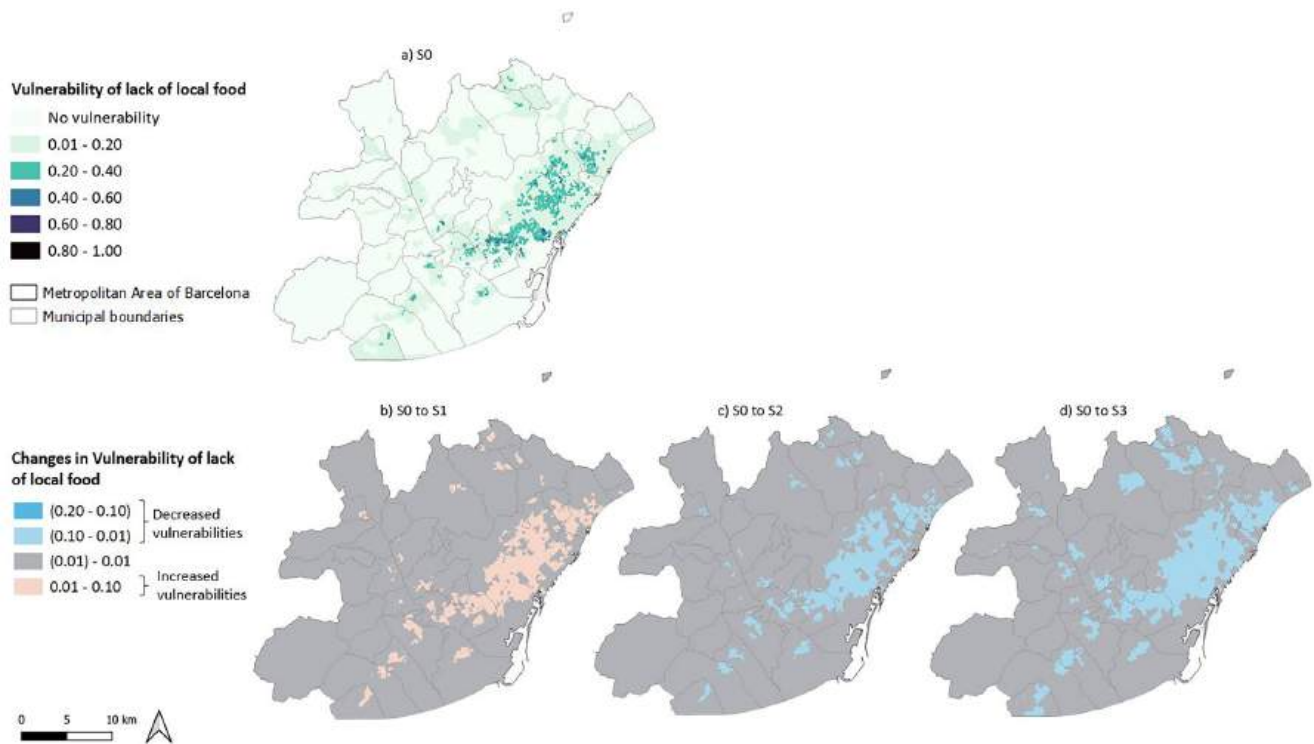 a) S0
Vulnerability of lack of local food
No vulnerability
0.01 - 0.20
0.20 - 0.40
0.40 - 0.60
0.60 - 0.80
0.80 - 1.00
Metropolitan Area of Barcelona
Municipal boundaries
b) S0 to S1
c) S0 to S2
d) S0 to S3
Changes in Vulnerability of lack
of local food
(0.20 - 0.10)
(0.10 - 0.01)
Decreased
vulnerabilities
(0.01) - 0.01
0.01 - 0.10
Increased
vulnerabilities
0 5 10 km